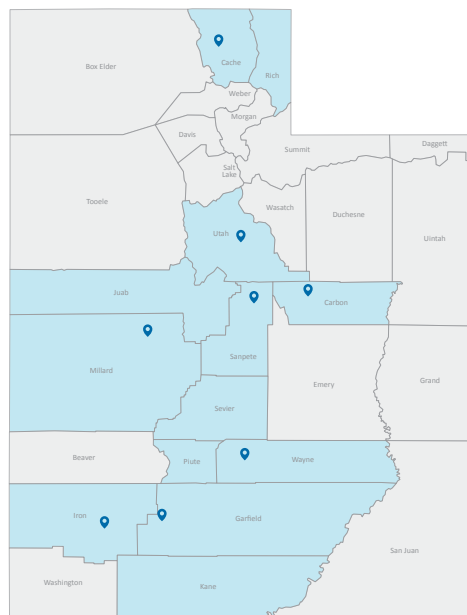 Box Elder
Cache
Rich
Weber
Morgan
Davis
Summit
Daggett
Salt
Lake
Tooele
Wasatch
Duchesne
Uintah
Utah
Juab
Carbon
Sanpete
Millard
Emery
Grand
Sevier
Beaver
Piute
Wayne
Iron
Garfield
San Juan
Washington
Kane